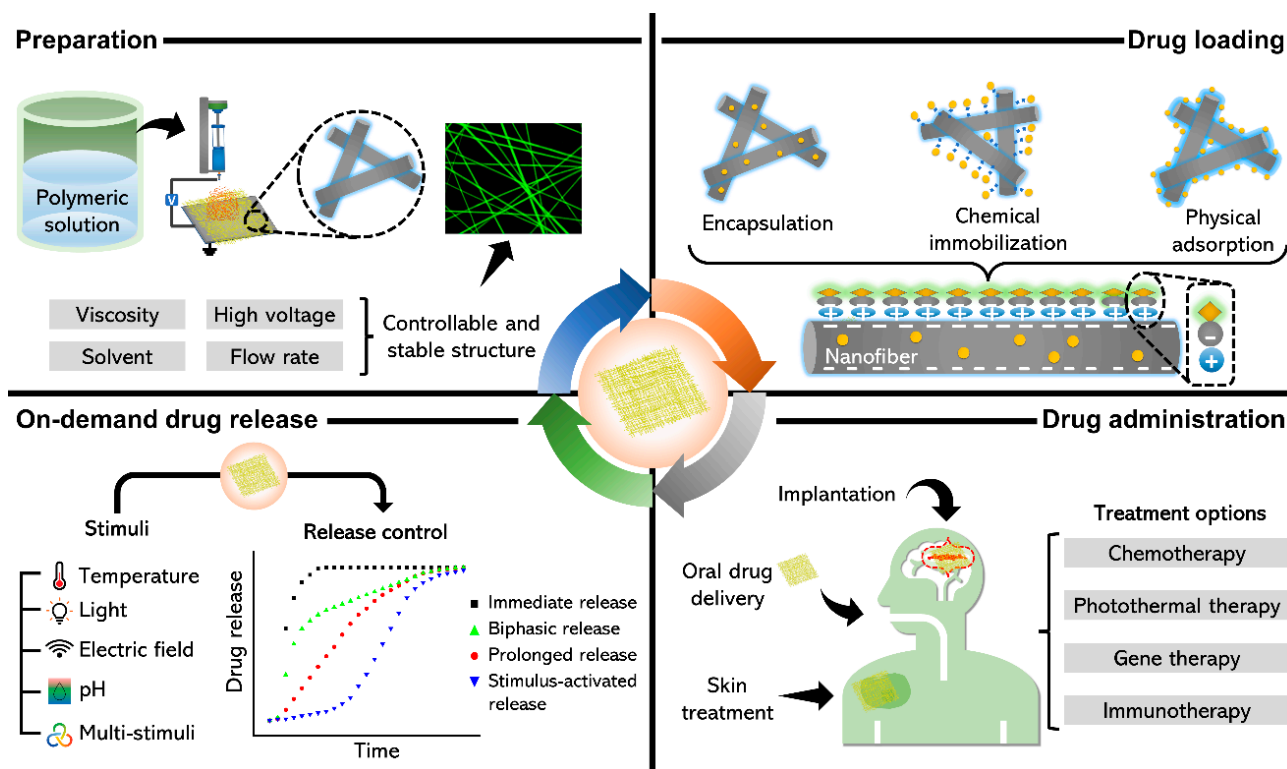 Preparation
Polymeric
solution
V
Viscosity
High voltage
Solvent
Flow rate
Controllable and
stable structure
Drug loading
Encapsulation
Chemical
immobilization
Physical
adsorption
+ + + + + + + + + + +
Nanofiber
−
+
On-demand drug release
Stimuli
Temperature
Light
Electric field
pH
Multi-stimuli
Release control
Drug release
Time
Immediate release
Biphasic release
Prolonged release
Stimulus-activated
release
Drug administration
Implantation
Oral drug
delivery
Skin
treatment
Treatment options
Chemotherapy
Photothermal therapy
Gene therapy
Immunotherapy